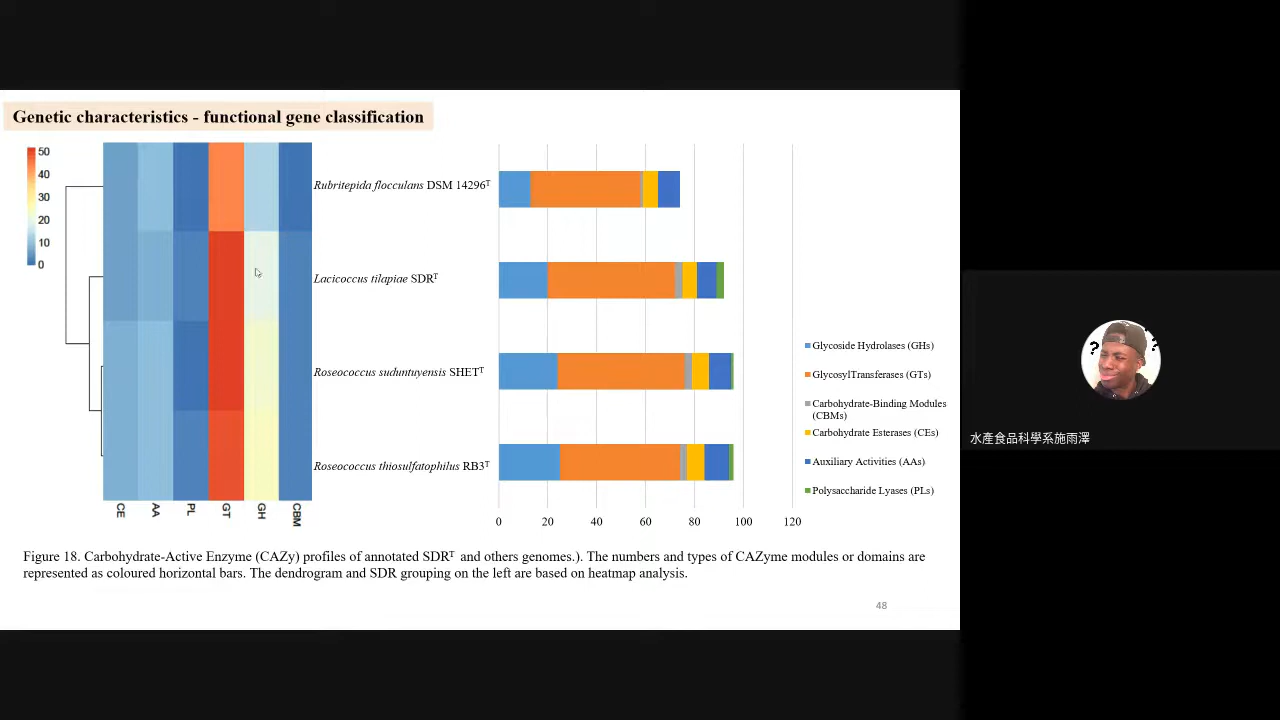 Genetic characteristics - functional gene classification
50
40
30
20
10
0
Rubritepida flocculans DSM 14296ᵀ
Lacicoccus tilapiae SDRᵀ
Roseococcus suduntuyensis SHETᵀ
Roseococcus thiosulfatophilus RB3ᵀ
CE
AA
PL
GT
GH
CBM
0
20
40
60
80
100
120
Glycoside Hydrolases (GHs)
GlycosylTransferases (GTs)
Carbohydrate-Binding Modules
(CBMs)
Carbohydrate Esterases (CEs)
Auxiliary Activities (AAs)
Polysaccharide Lyases (PLs)
Figure 18. Carbohydrate-Active Enzyme (CAZy) profiles of annotated SDRᵀ and others genomes.). The numbers and types of CAZyme modules or domains are
represented as coloured horizontal bars. The dendrogram and SDR grouping on the left are based on heatmap analysis.
48
? ?
水產食品科學系施雨澤